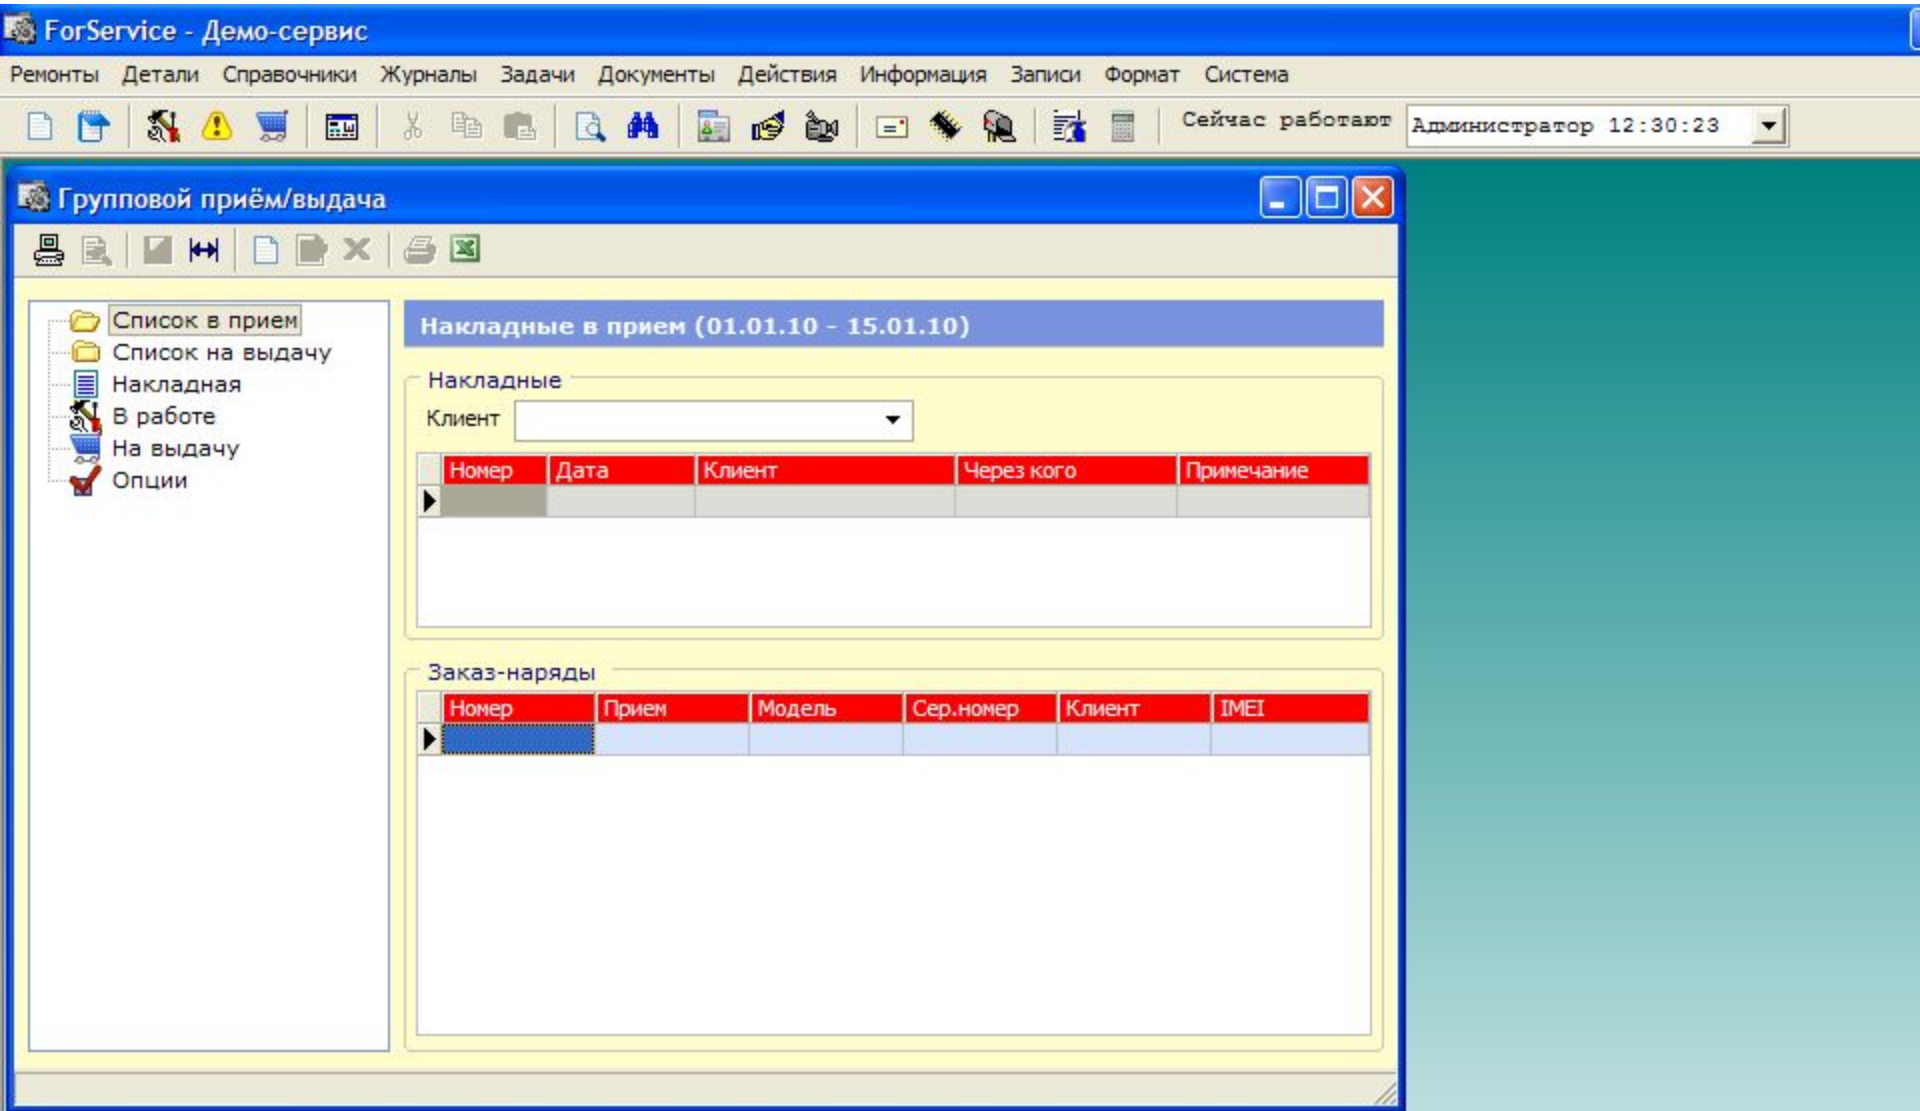 ForService - Демо-сервис
Ремонты Детали Справочники Журналы Задачи Документы Действия Информация Записи Формат Система
Сейчас работают Администратор 12:30:23
Групповой приём/выдача
Список в прием
Список на выдачу
Накладная
В работе
На выдачу
Опции
Накладные в прием (01.01.10 - 15.01.10)
Накладные
Клиент
Номер Дата Клиент Через кого Примечание
Заказ-наряды
Номер Прием Модель Сер.номер Клиент IMEI